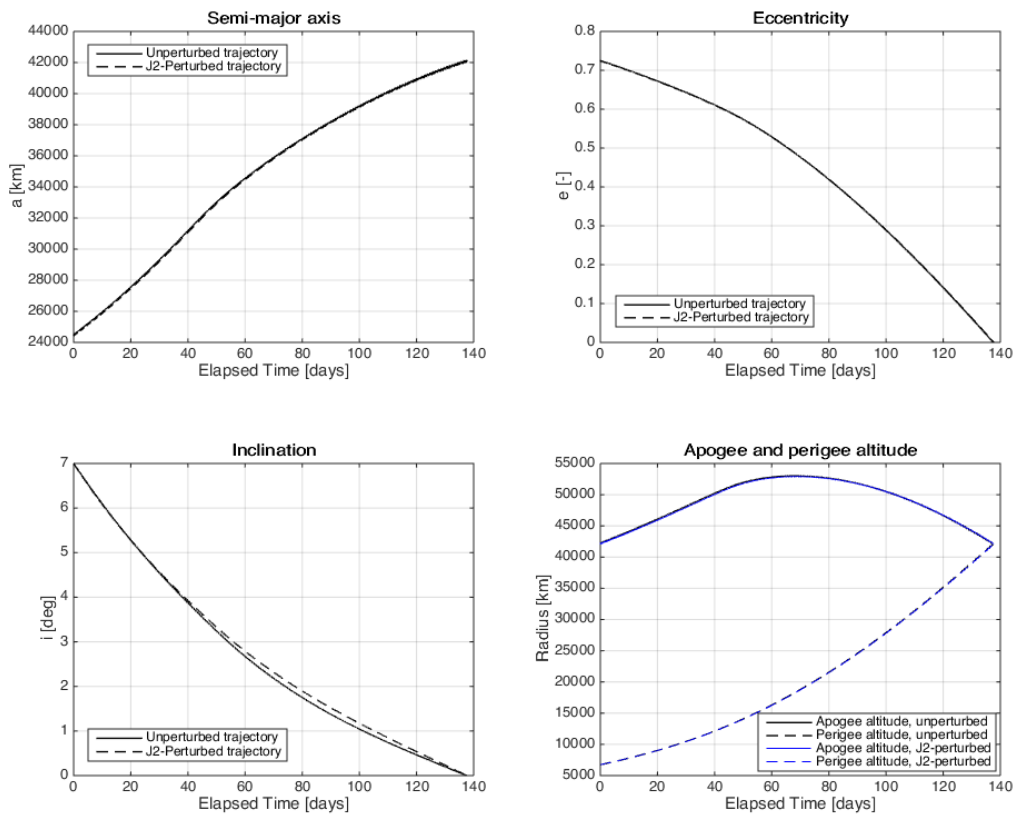 Semi-major axis
44000
42000
40000
38000
36000
34000
32000
30000
28000
26000
24000
a [km]
Unperturbed trajectory
J2-Perturbed trajectory
0 20 40 60 80 100 120 140
Elapsed Time [days]
Eccentricity
0.8
0.7
0.6
0.5
0.4
0.3
0.2
0.1
0
e [-]
Unperturbed trajectory
J2-Perturbed trajectory
0 20 40 60 80 100 120 140
Elapsed Time [days]
Inclination
7
6
5
4
3
2
1
0
i [deg]
Unperturbed trajectory
J2-Perturbed trajectory
0 20 40 60 80 100 120 140
Elapsed Time [days]
Apogee and perigee altitude
55000
50000
45000
40000
35000
30000
25000
20000
15000
10000
5000
Radius [km]
Apogee altitude, unperturbed
Perigee altitude, unperturbed
Apogee altitude, J2-perturbed
Perigee altitude, J2-perturbed
0 20 40 60 80 100 120 140
Elapsed Time [days]